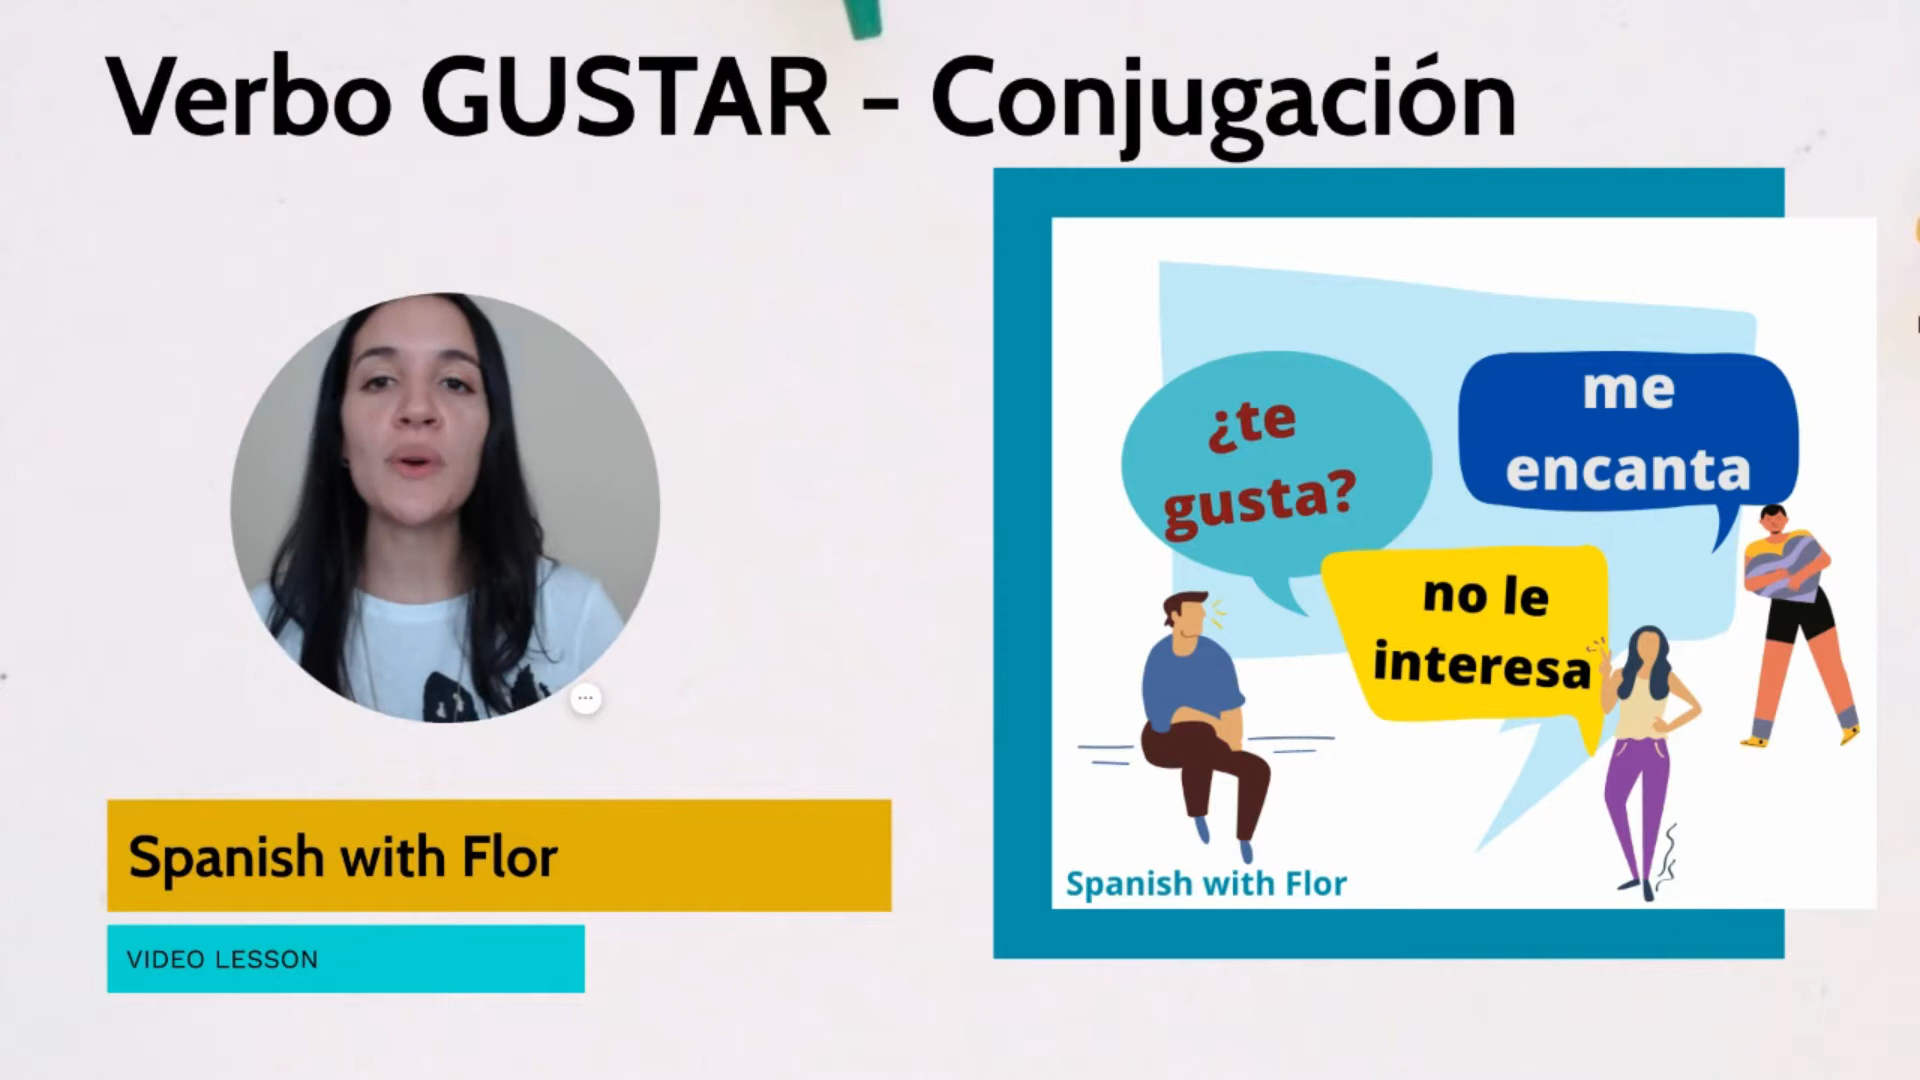 Verbo GUSTAR - Conjugación
¿te
gusta?
me
encanta
no le
interesa
Spanish with Flor
Spanish with Flor
VIDEO LESSON